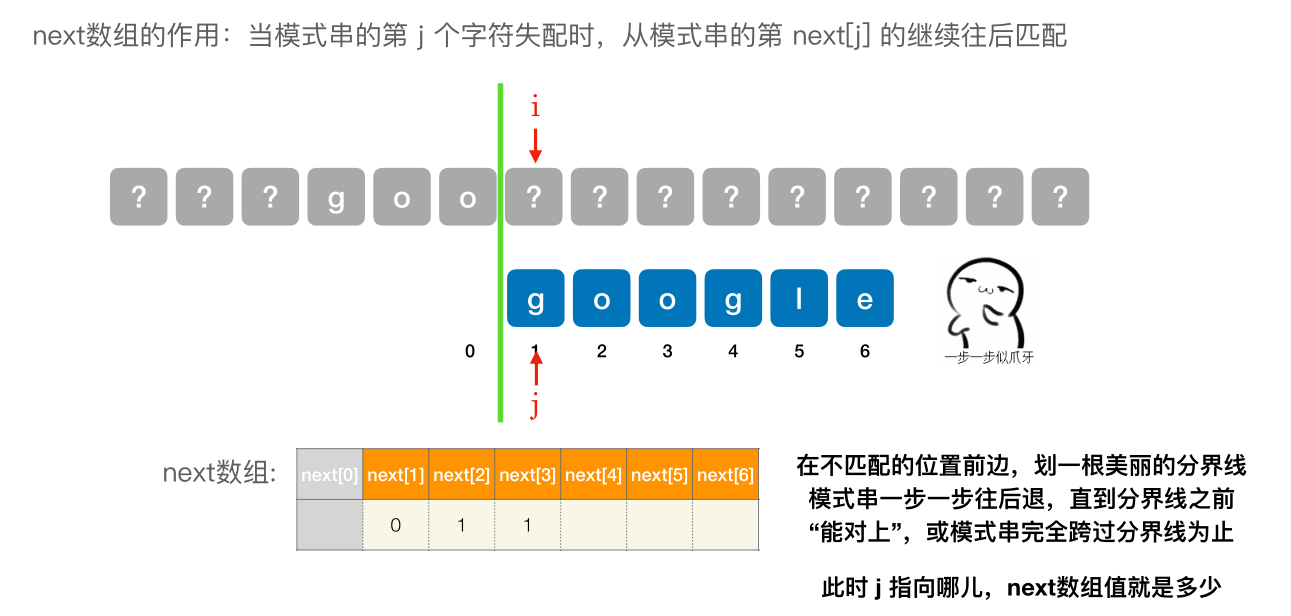 next数组的作用：当模式串的第 j 个字符失配时，从模式串的第 next[j] 的继续往后匹配
i
? ? ? g o o ? ? ? ? ? ? ? ? ?
g o o g l e
0 1 2 3 4 5 6
一步一步似爪牙
j
next数组:
next[0] next[1] next[2] next[3] next[4] next[5] next[6]
0 1 1
在不匹配的位置前边，划一根美丽的分界线
模式串一步一步往后退，直到分界线之前
“能对上”，或模式串完全跨过分界线为止
此时 j 指向哪儿，next数组值就是多少